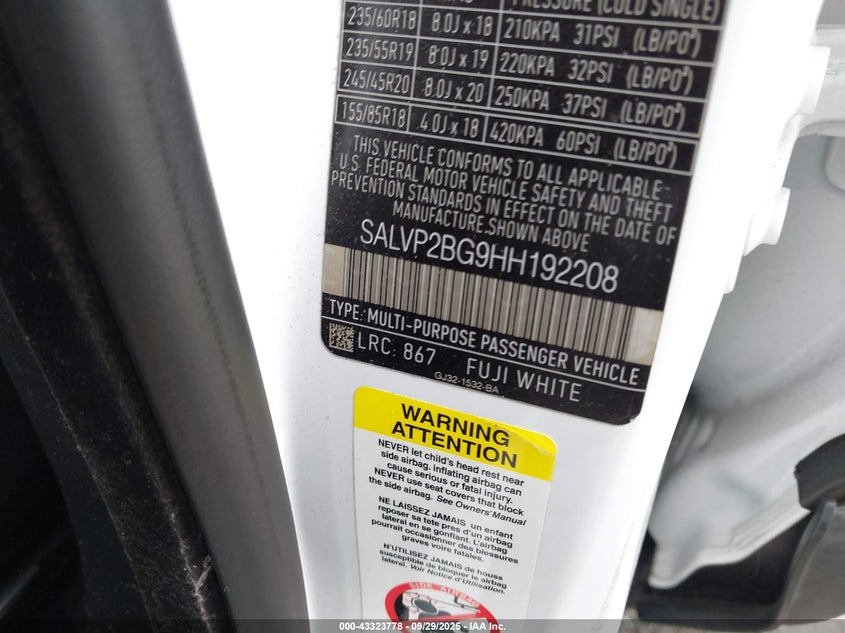 PRESSURE (COLD SINGLE)
235/60R18 8.0J x 18 210KPA 31PSI (LB/PO²)
235/55R19 8.0J x 19 220KPA 32PSI (LB/PO²)
245/45R20 8.0J x 20 250KPA 37PSI (LB/PO²)
155/85R18 4.0J x 18 420KPA 60PSI (LB/PO²)
THIS VEHICLE CONFORMS TO ALL APPLICABLE
U.S. FEDERAL MOTOR VEHICLE SAFETY AND THEFT
PREVENTION STANDARDS IN EFFECT ON THE DATE OF
MANUFACTURE SHOWN ABOVE
SALVP2BG9HH192208
TYPE: MULTI-PURPOSE PASSENGER VEHICLE
LRC: 867 FUJI WHITE
GJ32-1532-BA
WARNING
ATTENTION
NEVER let child's head rest near
side airbag, inflating airbag can
cause serious or fatal injury.
NEVER use seat covers that block
the side airbag. See Owners' Manual
NE LAISSEZ JAMAIS un enfant
reposer sa tete pres d'un airbag
lateral en se gonflant. L'airbag
pourrait occasionner des blessures
graves voire fatales.
N'UTILISEZ JAMAIS de housse
susceptible de bloquer le airbag
lateral. Voir Notice d'Utilisation.
SIDE AIRBAG
000-43323778 - 09/29/2025 - IAA Inc.